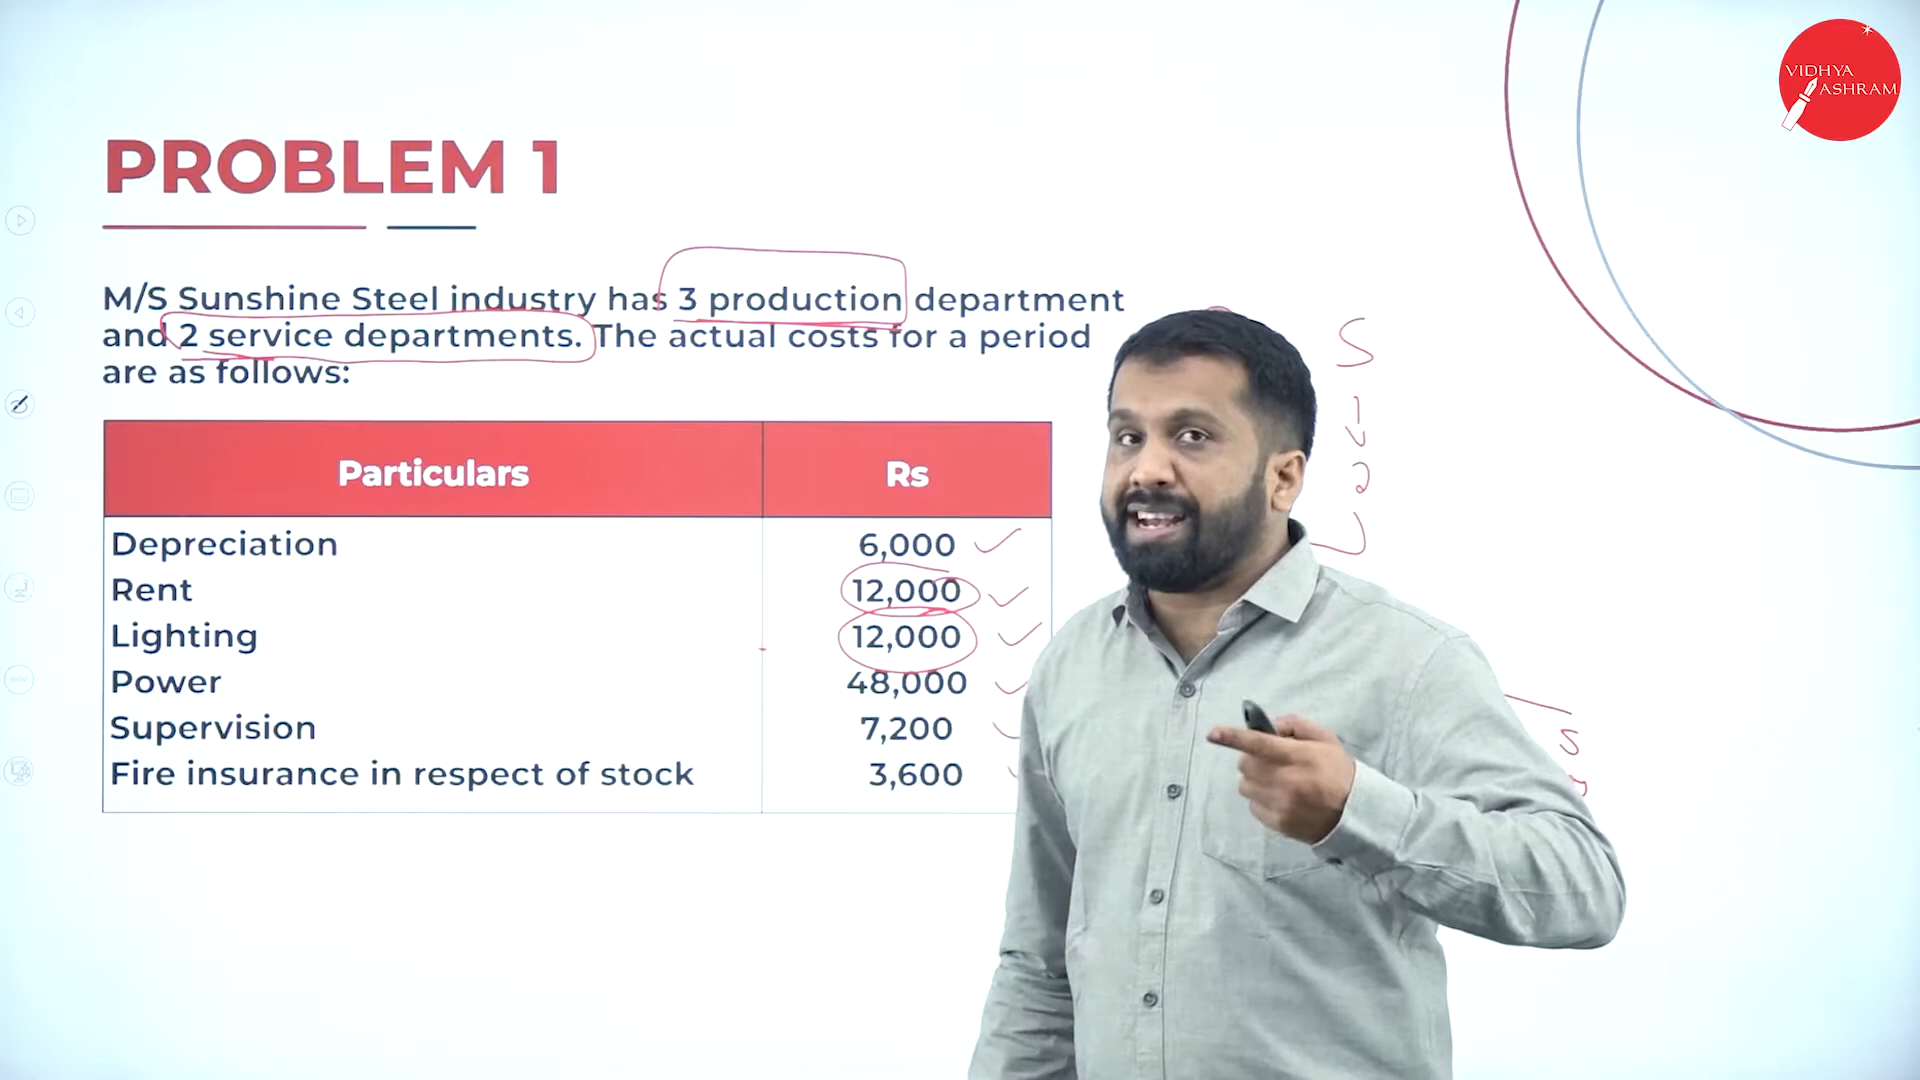 VIDHYA
ASHRAM
PROBLEM 1
M/S Sunshine Steel industry has 3 production department
and 2 service departments. The actual costs for a period
are as follows:
Particulars Rs
Depreciation 6,000
Rent 12,000
Lighting 12,000
Power 48,000
Supervision 7,200
Fire insurance in respect of stock 3,600